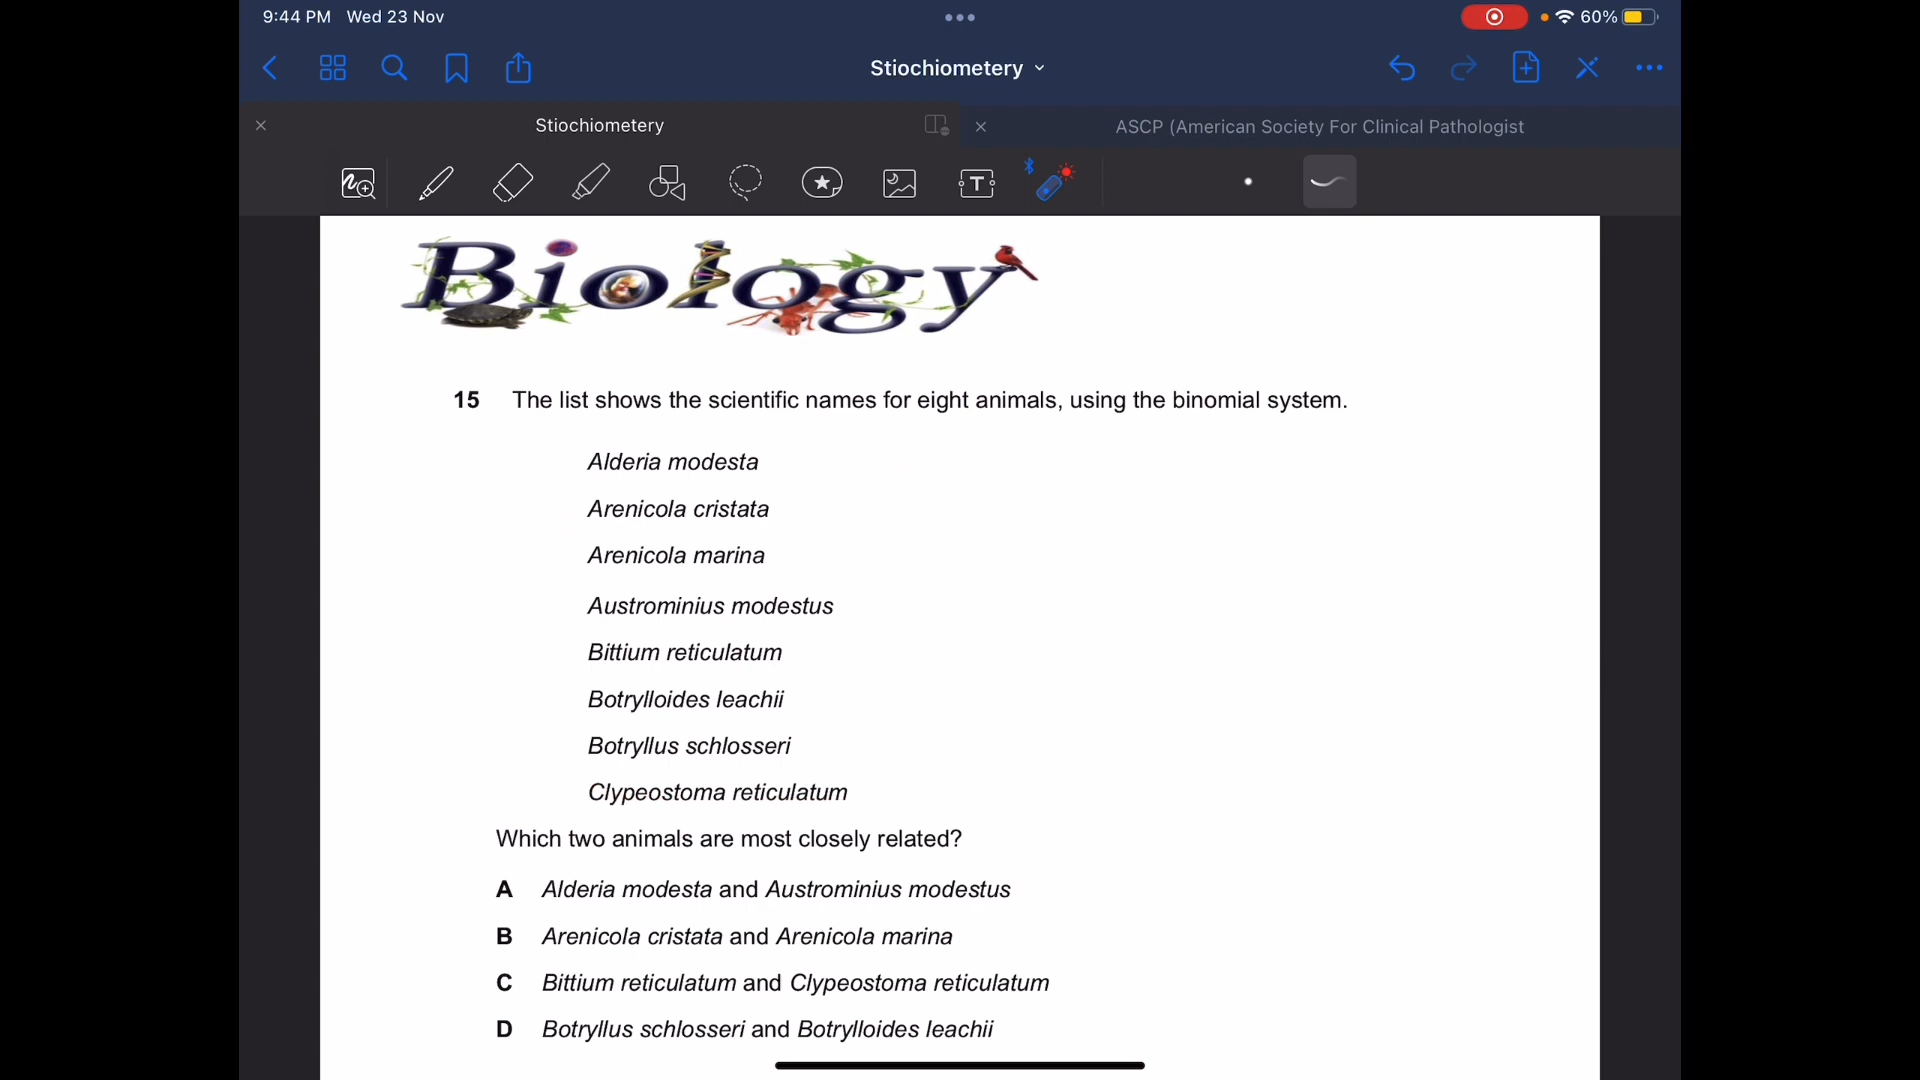 9:44 PM Wed 23 Nov
60%
Stiochiometery
Stiochiometery
ASCP (American Society For Clinical Pathologist
T
Biology
15 The list shows the scientific names for eight animals, using the binomial system.
Alderia modesta
Arenicola cristata
Arenicola marina
Austrominius modestus
Bittium reticulatum
Botrylloides leachii
Botryllus schlosseri
Clypeostoma reticulatum
Which two animals are most closely related?
A Alderia modesta and Austrominius modestus
B Arenicola cristata and Arenicola marina
C Bittium reticulatum and Clypeostoma reticulatum
D Botryllus schlosseri and Botrylloides leachii